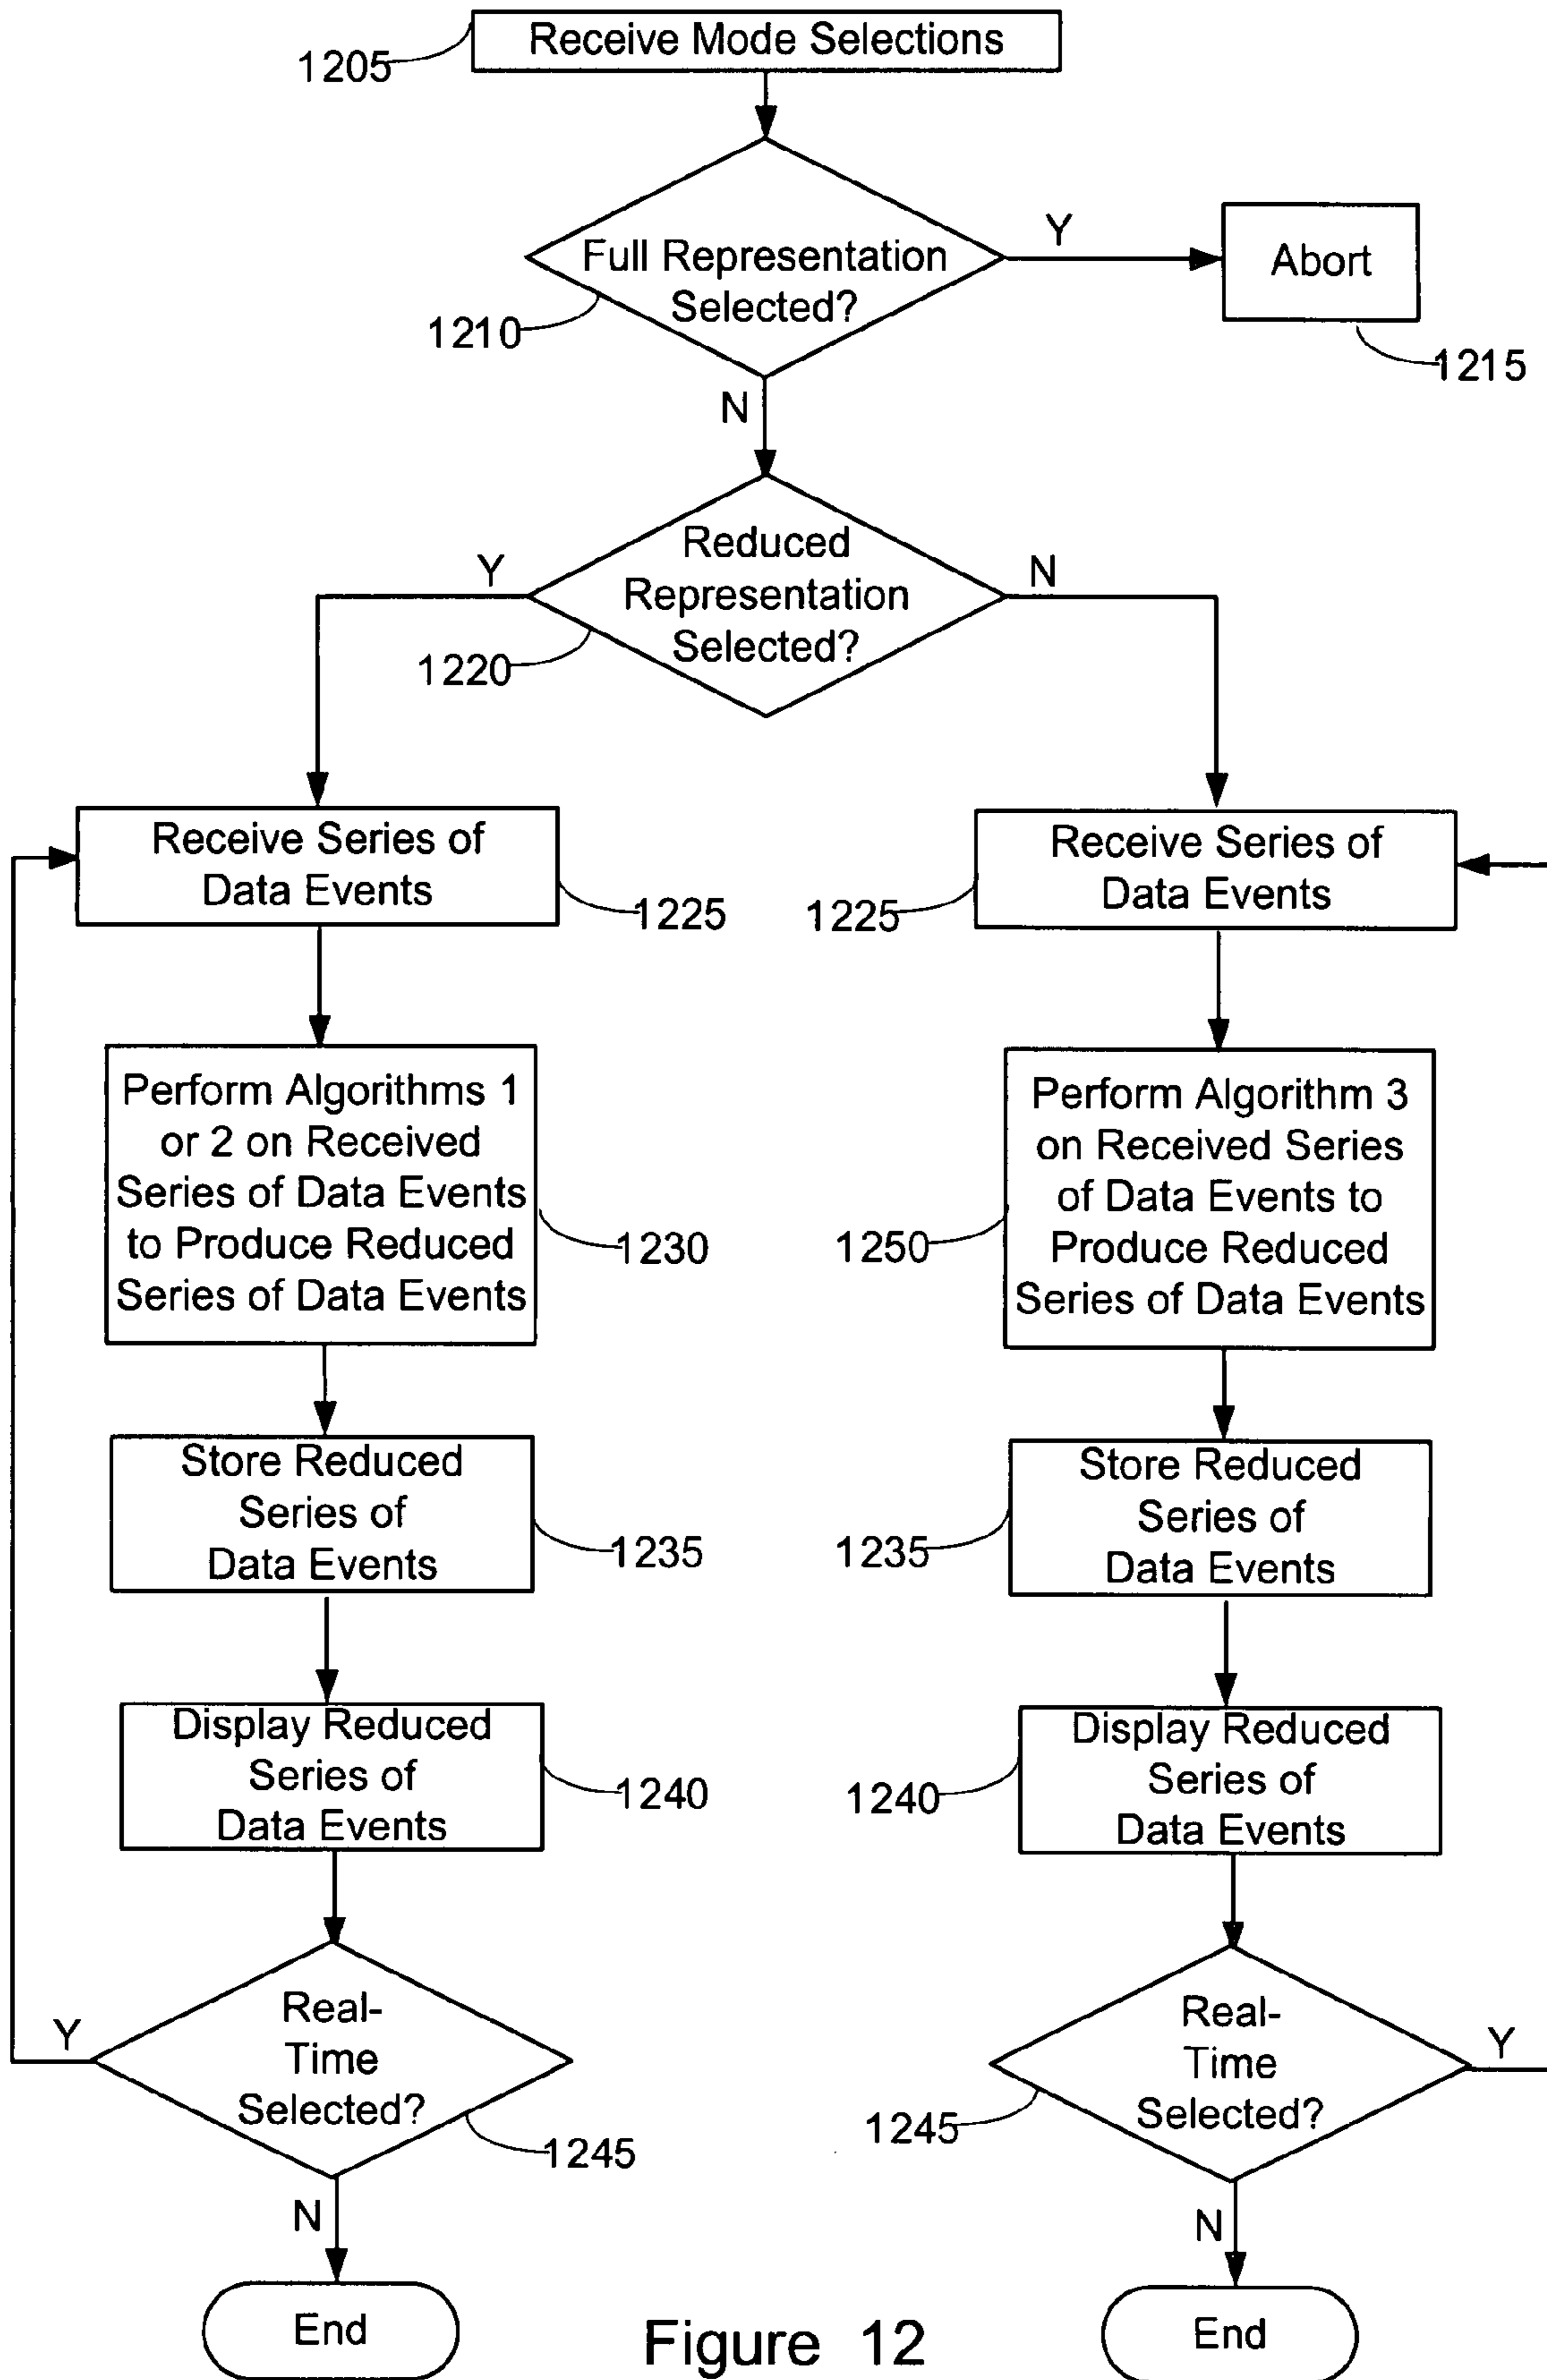 Receive Mode Selections
1205
Full Representation
Selected?
Y
Abort
1210
1215
N
Reduced
Representation
Selected?
Y
N
1220
Receive Series of
Data Events
1225
Receive Series of
Data Events
1225
Perform Algorithms 1
or 2 on Received
Series of Data Events
to Produce Reduced
Series of Data Events
1230
Perform Algorithm 3
on Received Series
of Data Events to
Produce Reduced
Series of Data Events
1250
Store Reduced
Series of
Data Events
1235
Store Reduced
Series of
Data Events
1235
Display Reduced
Series of
Data Events
1240
Display Reduced
Series of
Data Events
1240
Real-
Time
Selected?
Y
1245
N
End
Real-
Time
Selected?
Y
1245
N
End
Figure 12